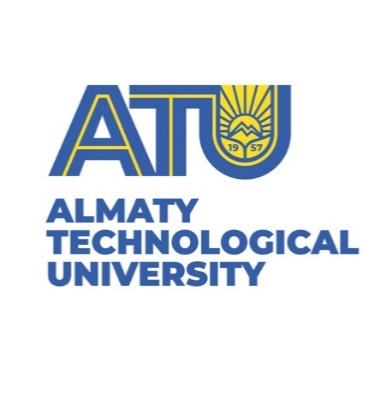 ATU
19 57
ALMATY
TECHNOLOGICAL
UNIVERSITY